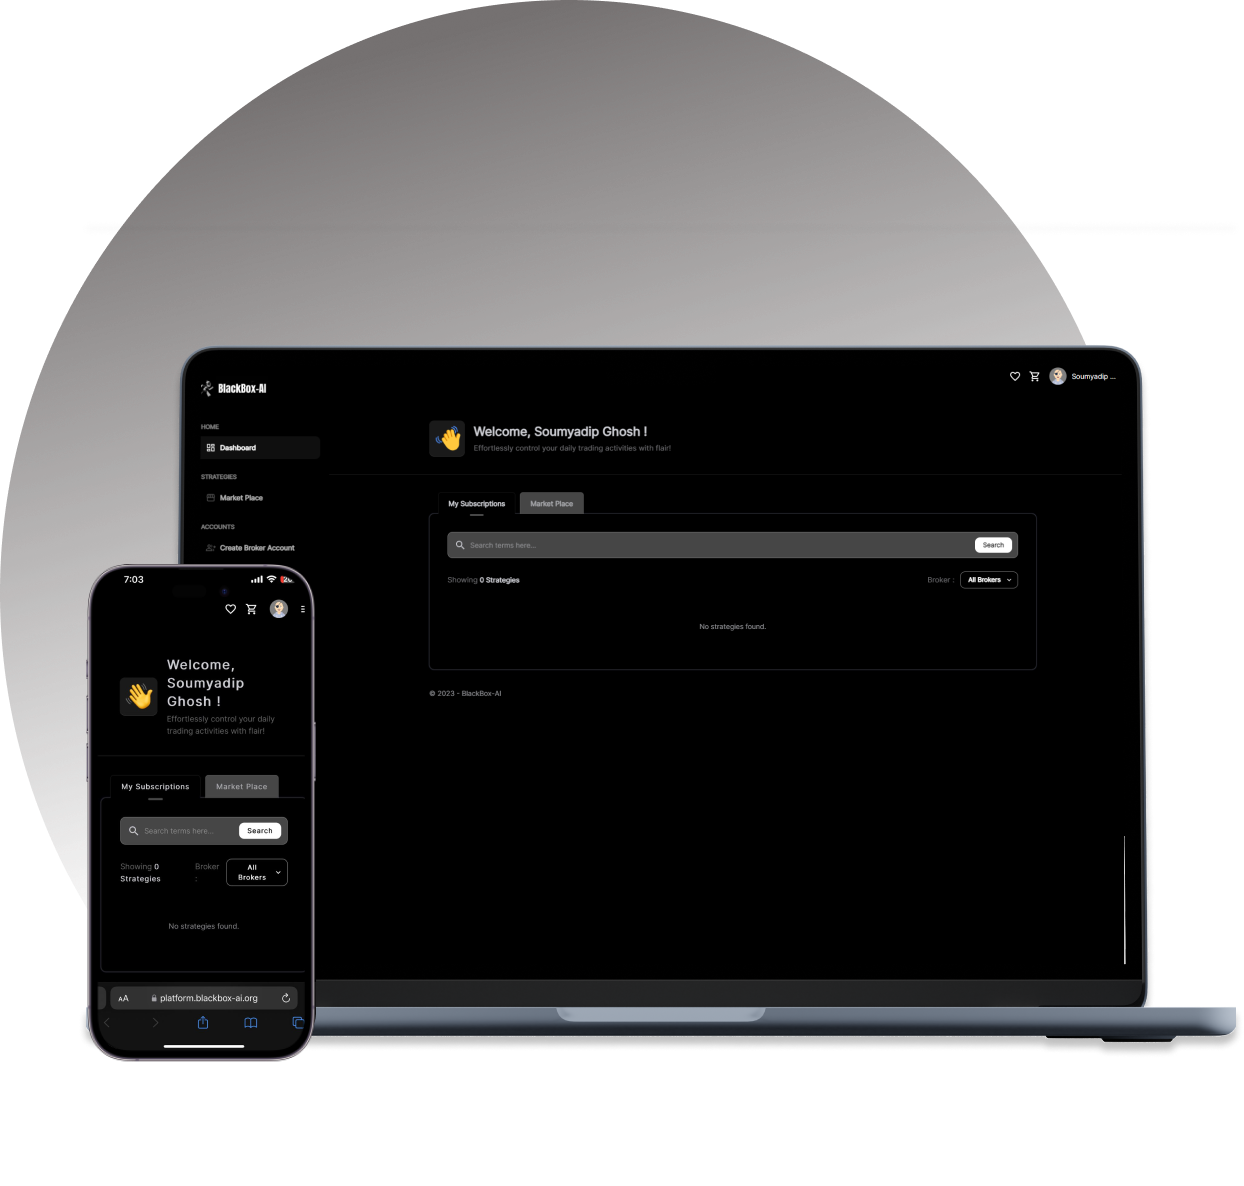 BlackBox-AI
Soumyadip ...
HOME
Dashboard
STRATEGIES
Market Place
ACCOUNTS
Create Broker Account
Welcome, Soumyadip Ghosh !
Effortlessly control your daily trading activities with flair!
My Subscriptions Market Place
Search terms here... Search
Showing 0 Strategies Broker : All Brokers
No strategies found.
© 2023 - BlackBox-AI
7:03
Welcome,
Soumyadip
Ghosh !
Effortlessly control your daily
trading activities with flair!
My Subscriptions Market Place
Search terms here... Search
Showing 0 Broker All
Strategies : Brokers
No strategies found.
AA platform.blackbox-ai.org